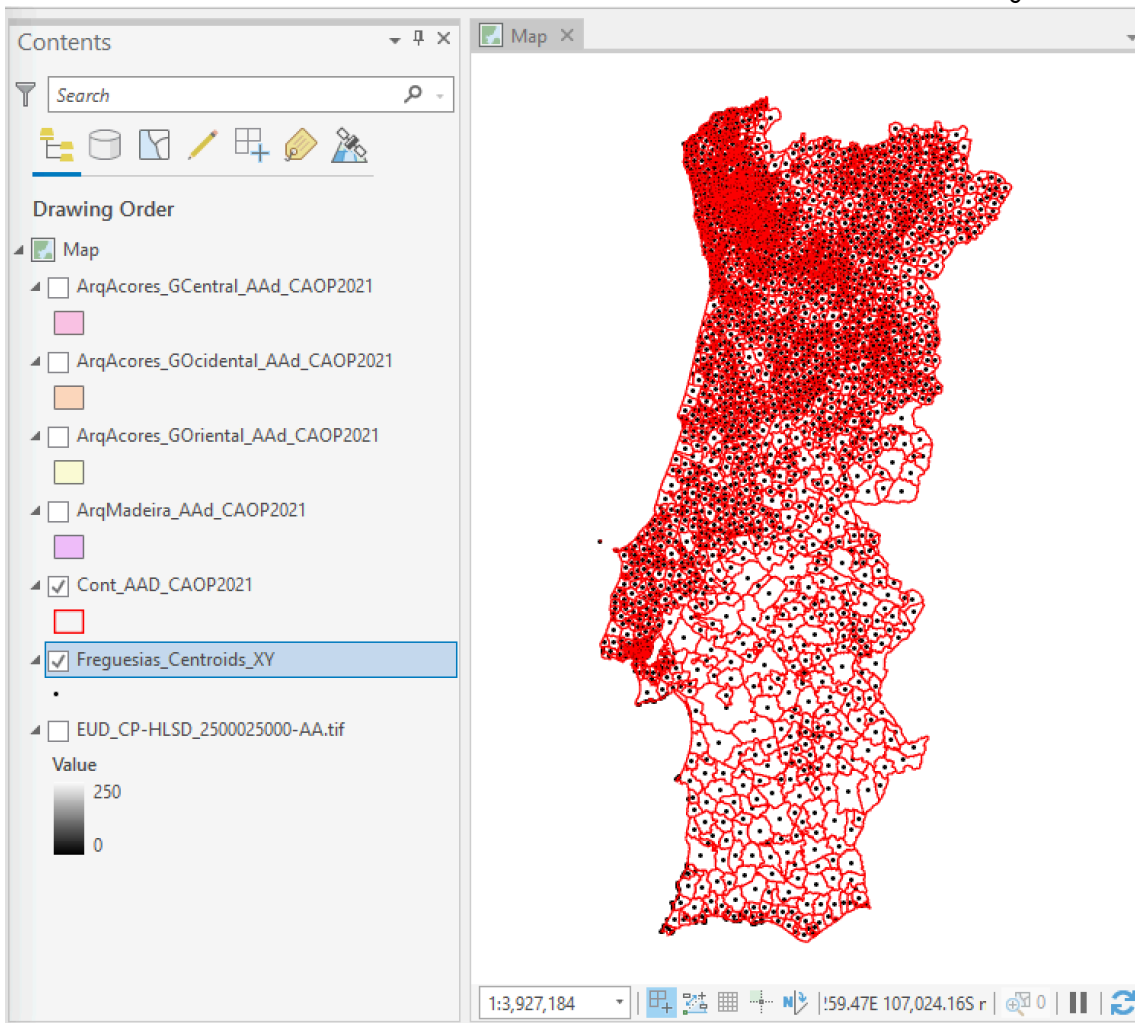 Contents
Map
Search
Drawing Order
Map
ArqAcores_GCentral_AAd_CAOP2021
ArqAcores_GOcidental_AAd_CAOP2021
ArqAcores_GOriental_AAd_CAOP2021
ArqMadeira_AAd_CAOP2021
Cont_AAD_CAOP2021
Freguesias_Centroids_XY
EUD_CP-HLSD_2500025000-AA.tif
Value
250
0
1:3,927,184
59.47E 107,024.16S
0